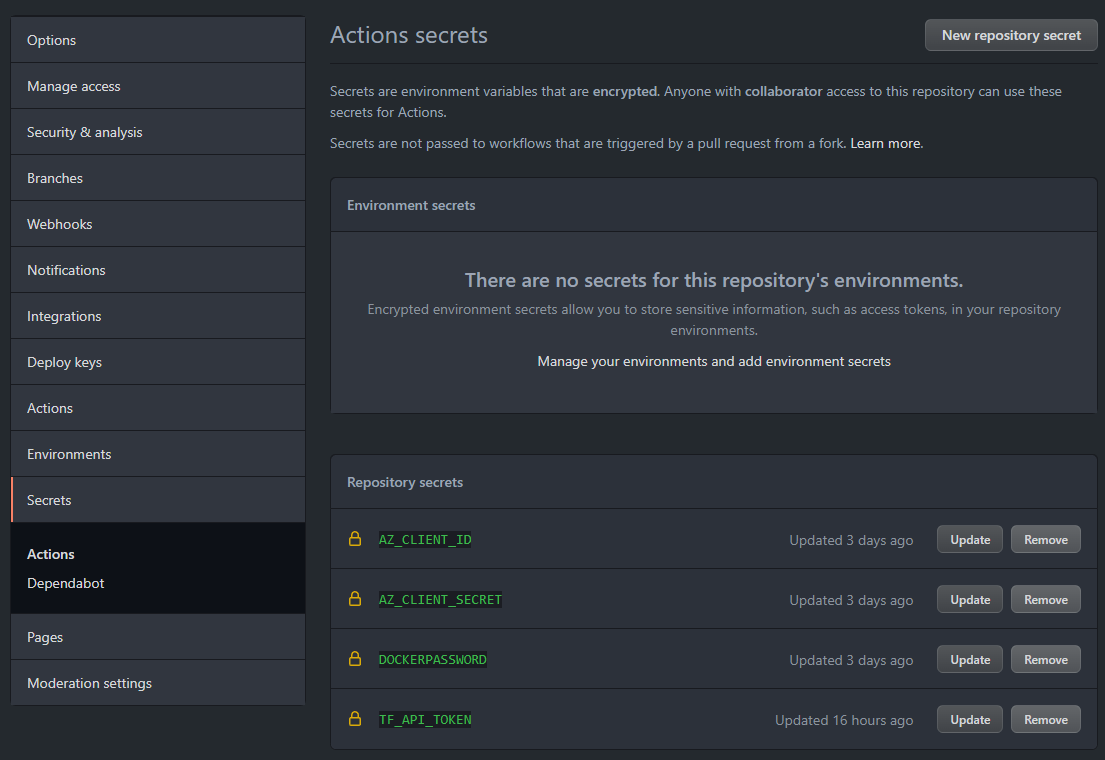 Options
Manage access
Security & analysis
Branches
Webhooks
Notifications
Integrations
Deploy keys
Actions
Environments
Secrets
Actions
Dependabot
Pages
Moderation settings
Actions secrets
New repository secret
Secrets are environment variables that are encrypted. Anyone with collaborator access to this repository can use these
secrets for Actions.
Secrets are not passed to workflows that are triggered by a pull request from a fork. Learn more.
Environment secrets
There are no secrets for this repository's environments.
Encrypted environment secrets allow you to store sensitive information, such as access tokens, in your repository
environments.
Manage your environments and add environment secrets
Repository secrets
AZ_CLIENT_ID Updated 3 days ago Update Remove
AZ_CLIENT_SECRET Updated 3 days ago Update Remove
DOCKERPASSWORD Updated 3 days ago Update Remove
TF_API_TOKEN Updated 16 hours ago Update Remove